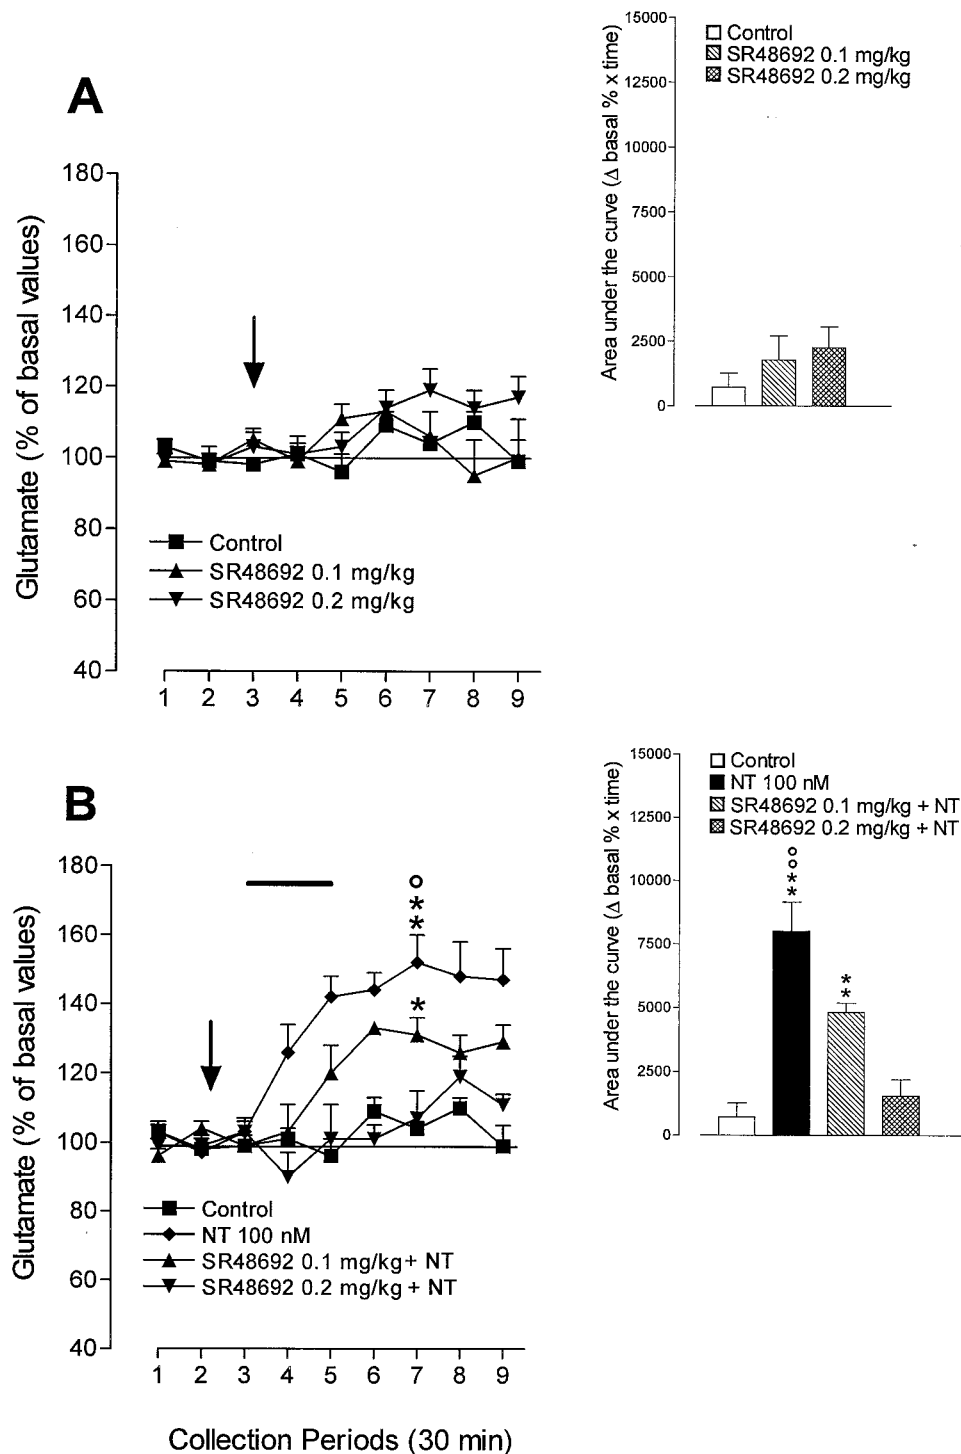 A
Glutamate (% of basal values)
180
160
140
120
100
80
60
40
Control
SR48692 0.1 mg/kg
SR48692 0.2 mg/kg
1 2 3 4 5 6 7 8 9
Area under the curve (Δ basal % x time)
15000
12500
10000
7500
5000
2500
0
Control
SR48692 0.1 mg/kg
SR48692 0.2 mg/kg
B
Glutamate (% of basal values)
180
160
140
120
100
80
60
40
°
*
*
*
Control
NT 100 nM
SR48692 0.1 mg/kg+ NT
SR48692 0.2 mg/kg + NT
1 2 3 4 5 6 7 8 9
Collection Periods (30 min)
Area under the curve (Δ basal % x time)
15000
12500
10000
7500
5000
2500
0
Control
NT 100 nM
SR48692 0.1 mg/kg + NT
SR48692 0.2 mg/kg + NT
°
°
*
*
*
*